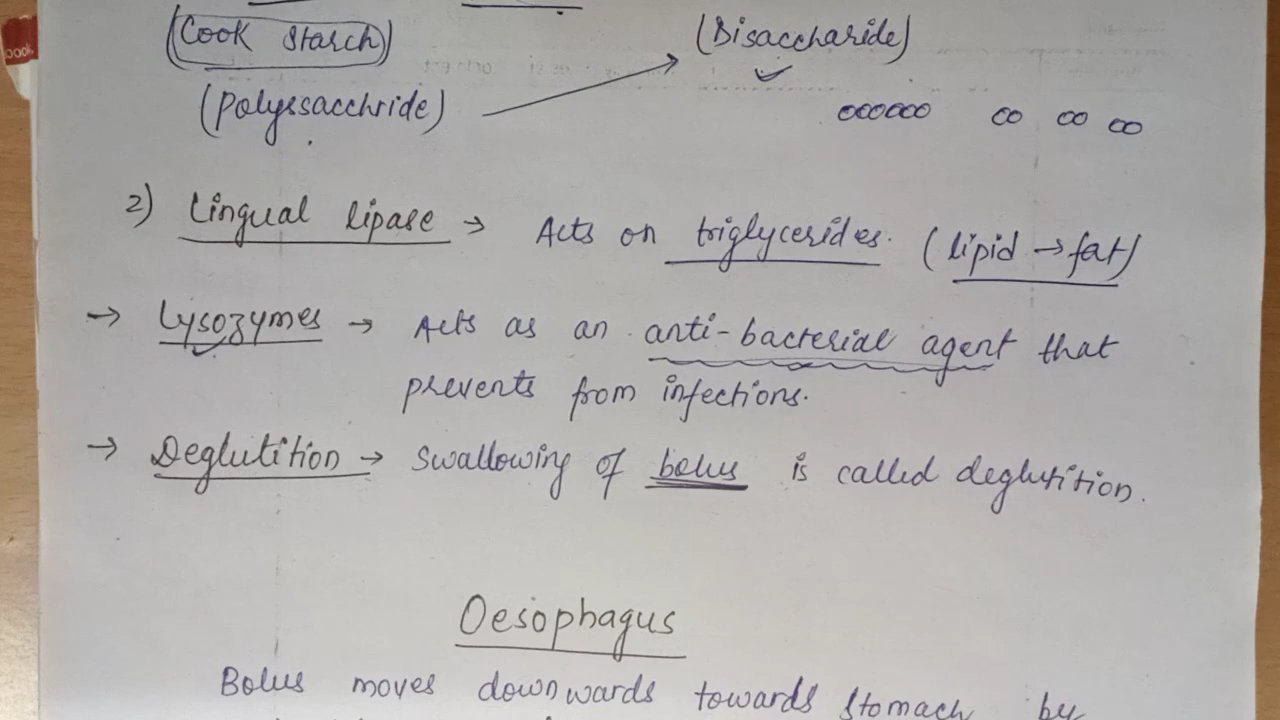 (Cook starch)
(Bisaccharide)
(Polyssacchride)
2) Lingual lipase → Acts on triglycerides. (lipid → fat)
→ Lysozymes → Acts as an anti-bacterial agent that
prevents from infections.
→ Deglutition → Swallowing of bolus is called deglutition.
Oesophagus
Bolus moves downwards towards stomach by